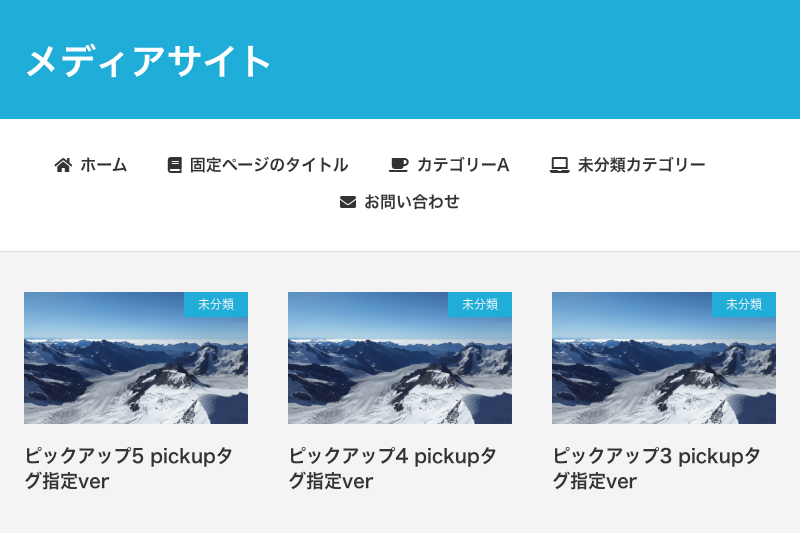 メディアサイト
ホーム 固定ページのタイトル カテゴリーA 未分類カテゴリー
お問い合わせ
未分類 未分類 未分類
ピックアップ5 pickupタ
グ指定ver
ピックアップ4 pickupタ
グ指定ver
ピックアップ3 pickupタ
グ指定ver